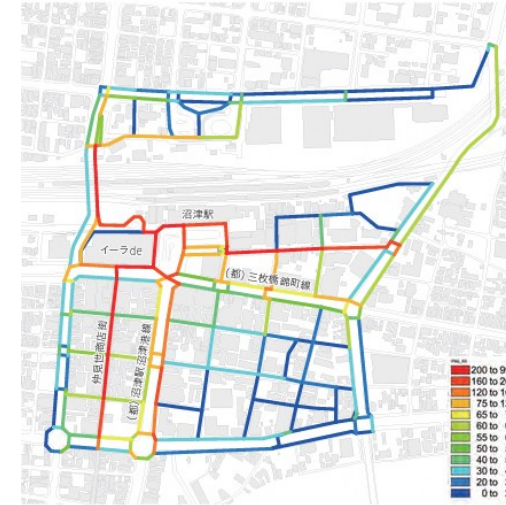 沼津駅
イーラde
(都)三枚橋錦町線
仲見世商店街
(都)沼津駅沼津港線
200 to 9
160 to 2
120 to 1
75 to 1
65 to
60 to
55 to
50 to
40 to
30 to
20 to
0 to